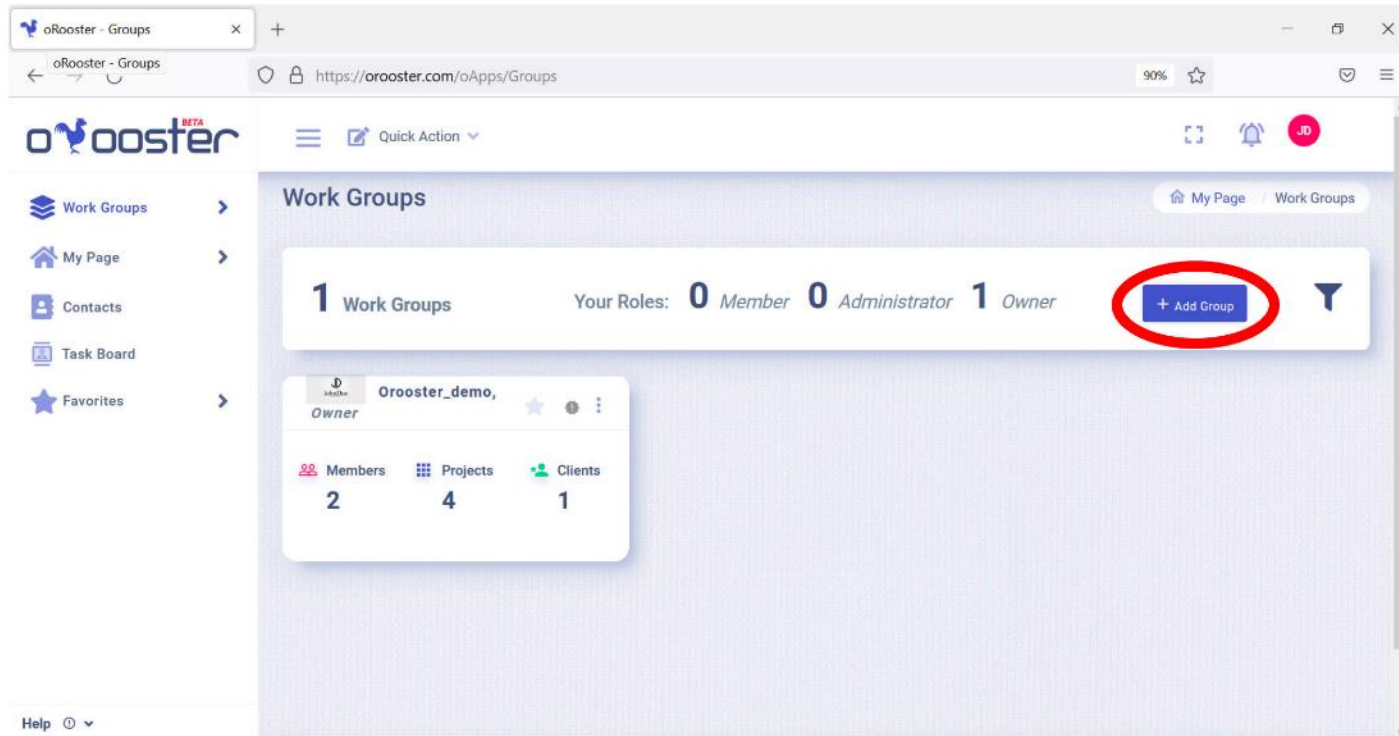 oRooster - Groups
oRooster - Groups
https://orooster.com/oApps/Groups
90%
orooster
BETA
Quick Action
JD
Work Groups
My Page
Contacts
Task Board
Favorites
Help
Work Groups
My Page / Work Groups
1 Work Groups
Your Roles: 0 Member 0 Administrator 1 Owner
+ Add Group
JD
JohnDoe
Orooster_demo,
Owner
Members Projects Clients
2 4 1